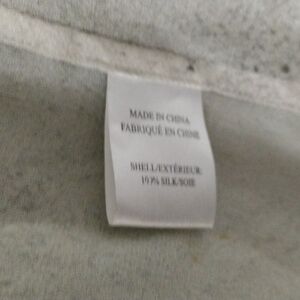 MADE IN CHINA
FABRIQUÉ EN CHINE
SHELL/EXTÉRIEUR:
100% SILK/SOIE